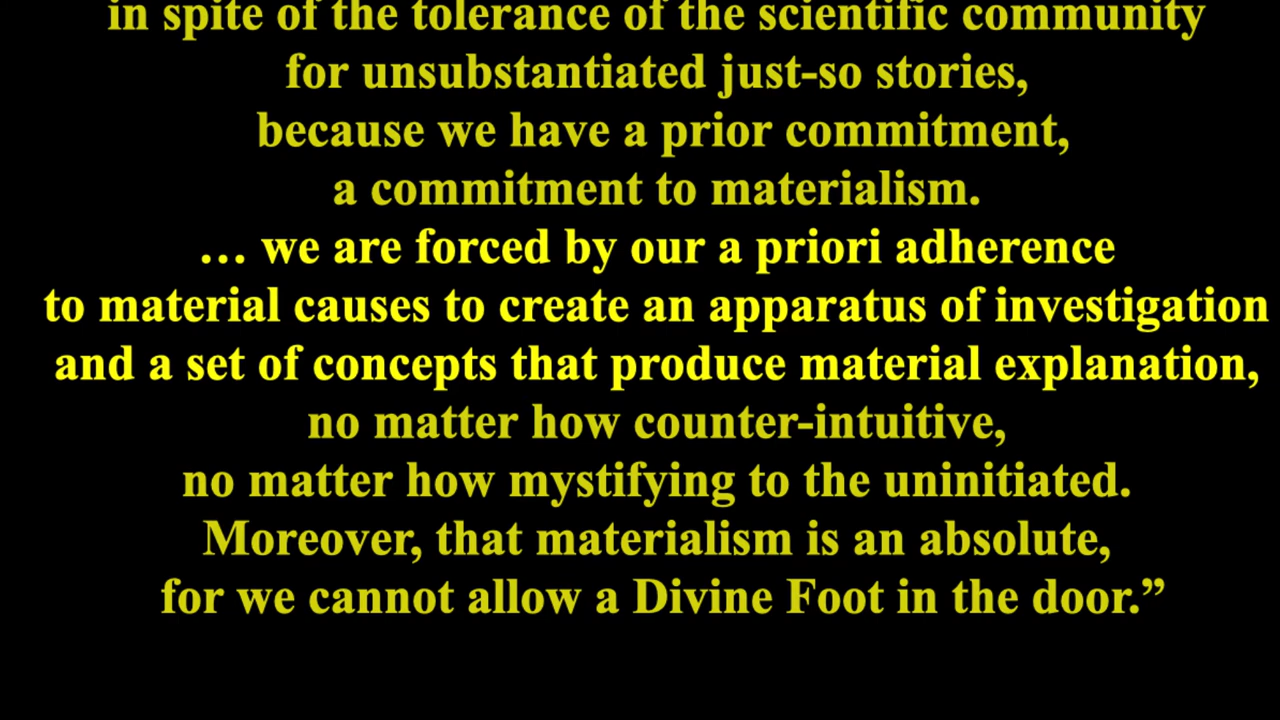 in spite of the tolerance of the scientific community
for unsubstantiated just-so stories,
because we have a prior commitment,
a commitment to materialism.
… we are forced by our a priori adherence
to material causes to create an apparatus of investigation
and a set of concepts that produce material explanation,
no matter how counter-intuitive,
no matter how mystifying to the uninitiated.
Moreover, that materialism is an absolute,
for we cannot allow a Divine Foot in the door.”